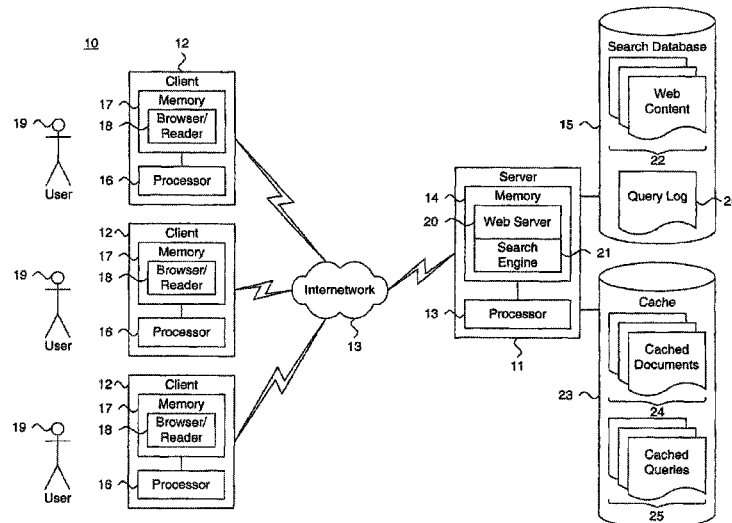 10
12
Client
17
Memory
18
Browser/
Reader
16
Processor
19
User
12
Client
17
Memory
18
Browser/
Reader
16
Processor
19
User
12
Client
17
Memory
18
Browser/
Reader
16
Processor
19
User
Internetwork
13
Server
14
Memory
20
Web Server
Search
Engine
21
13
Processor
11
Search Database
Web
Content
15
22
Query Log
Cache
Cached
Documents
23
24
Cached
Queries
25